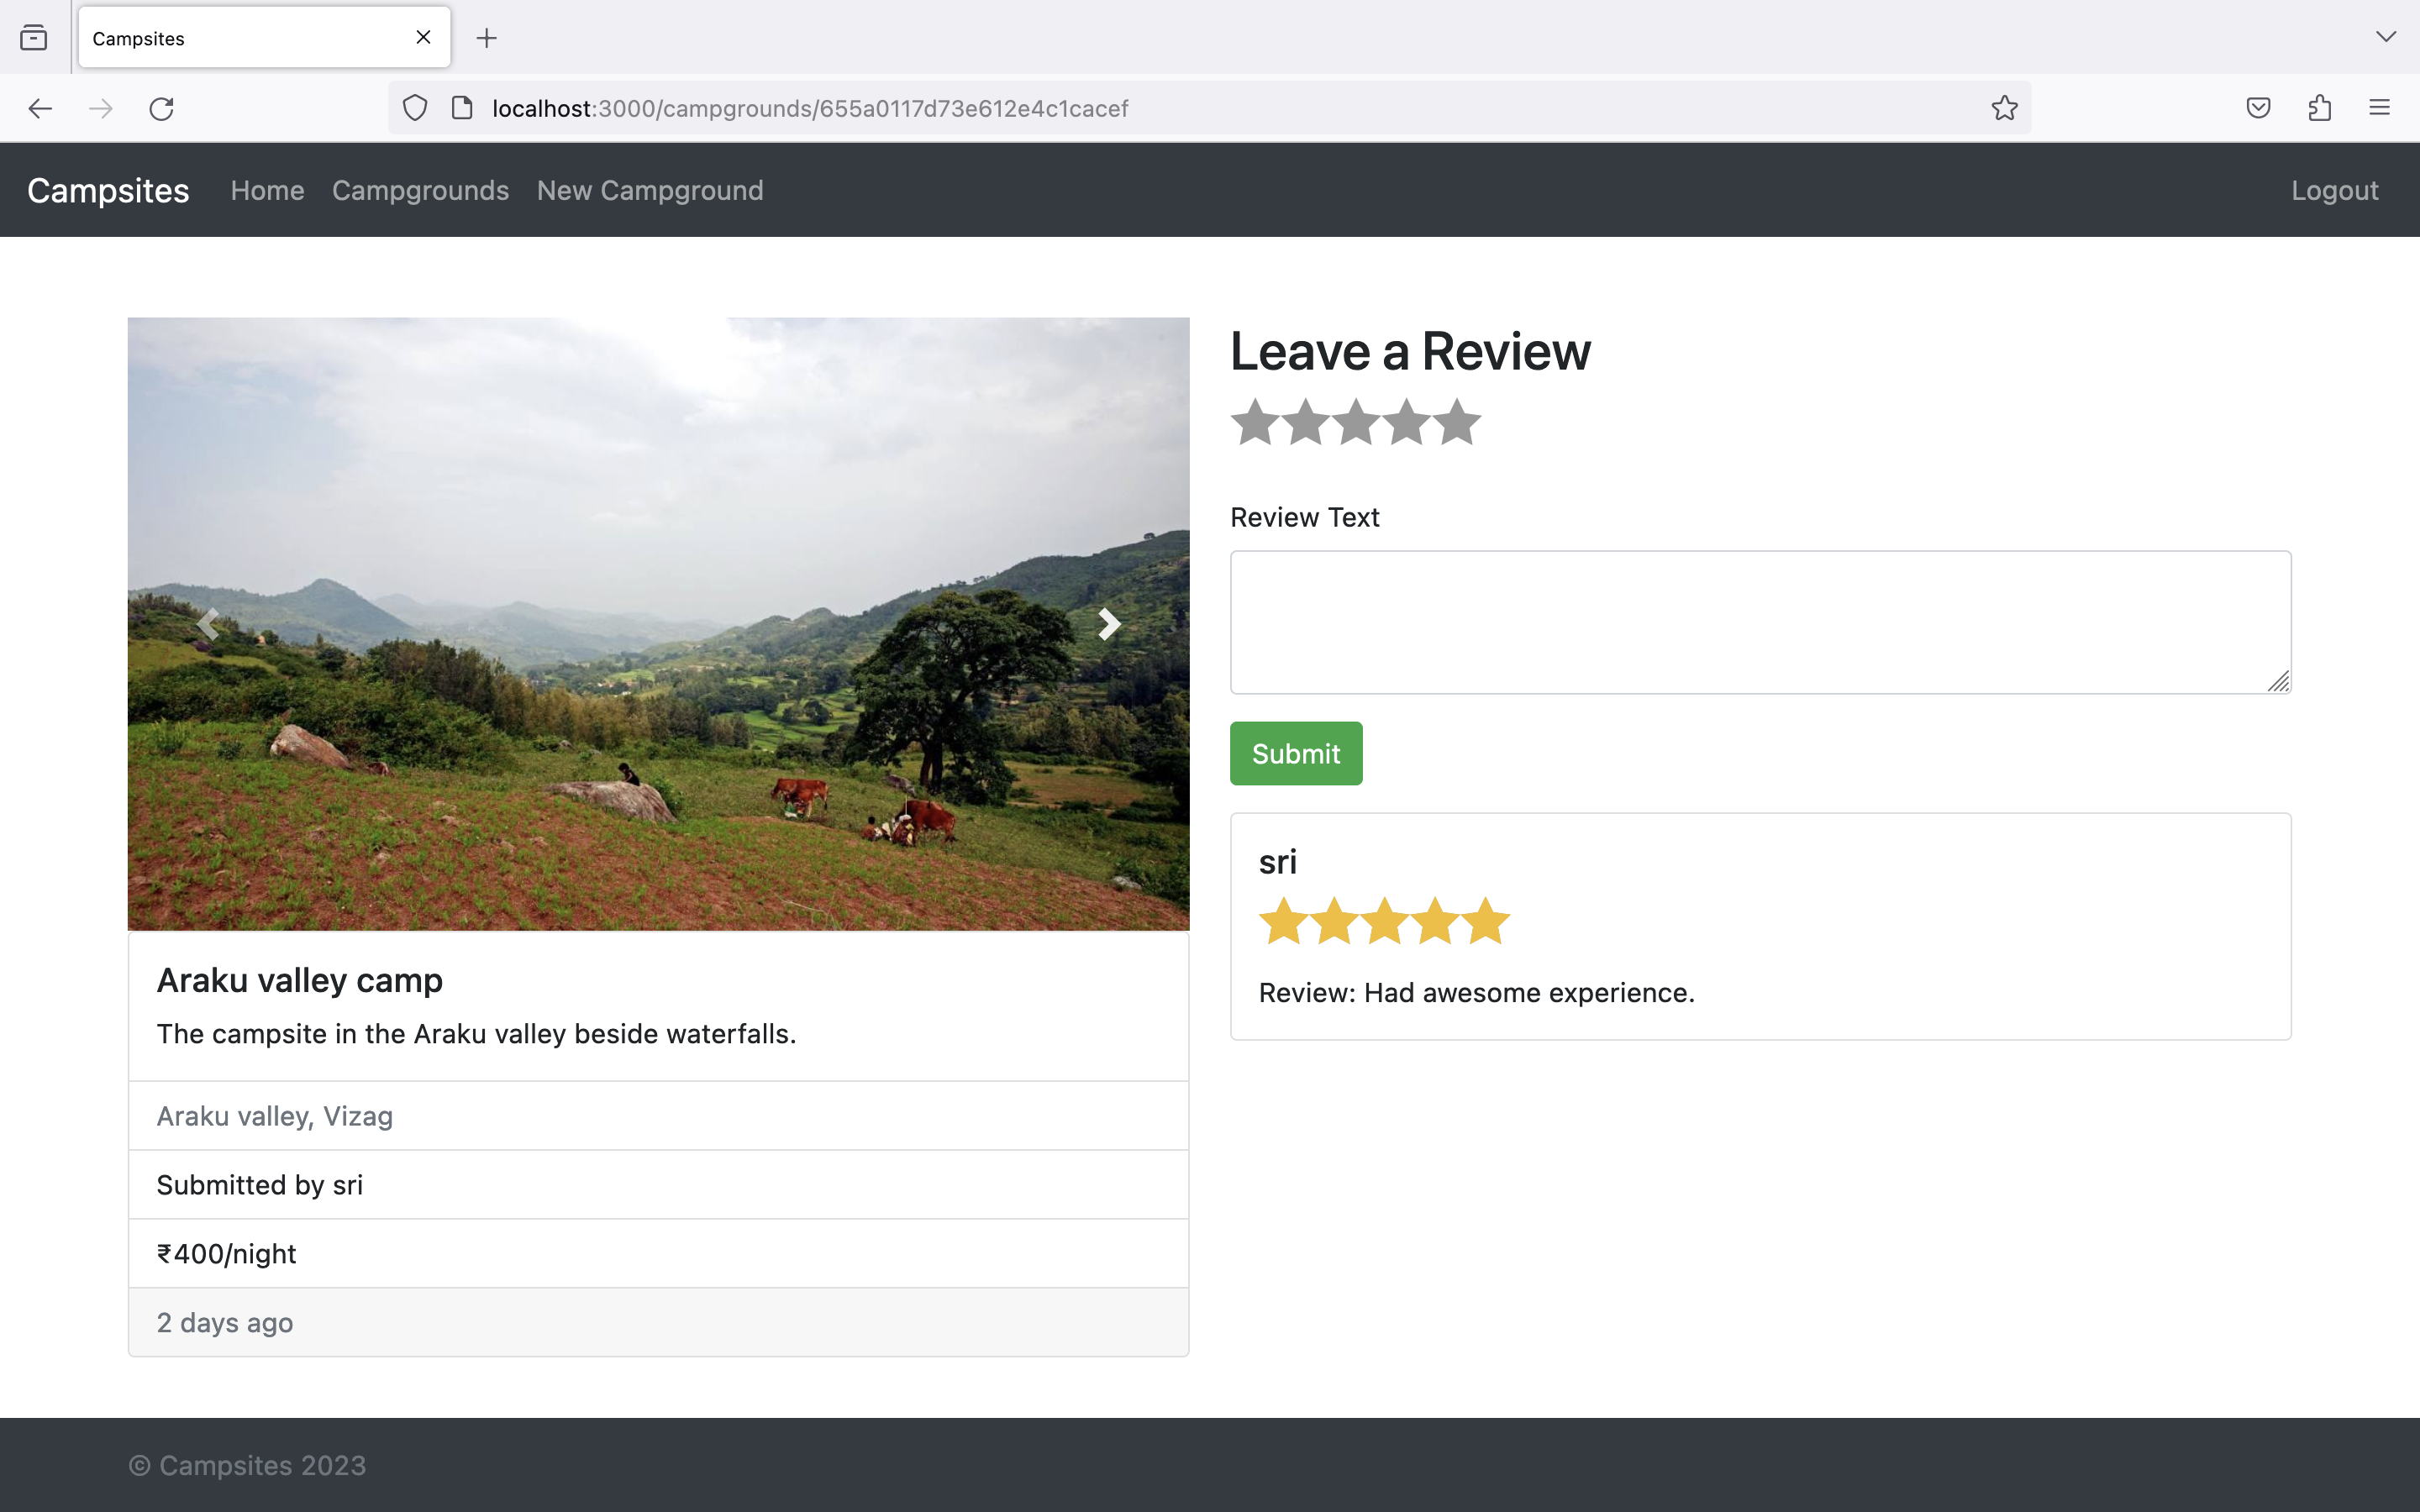 Campsites
localhost:3000/campgrounds/655a0117d73e612e4c1cacef
Campsites Home Campgrounds New Campground Logout
Leave a Review
Review Text
Submit
sri
Review: Had awesome experience.
Araku valley camp
The campsite in the Araku valley beside waterfalls.
Araku valley, Vizag
Submitted by sri
₹400/night
2 days ago
© Campsites 2023